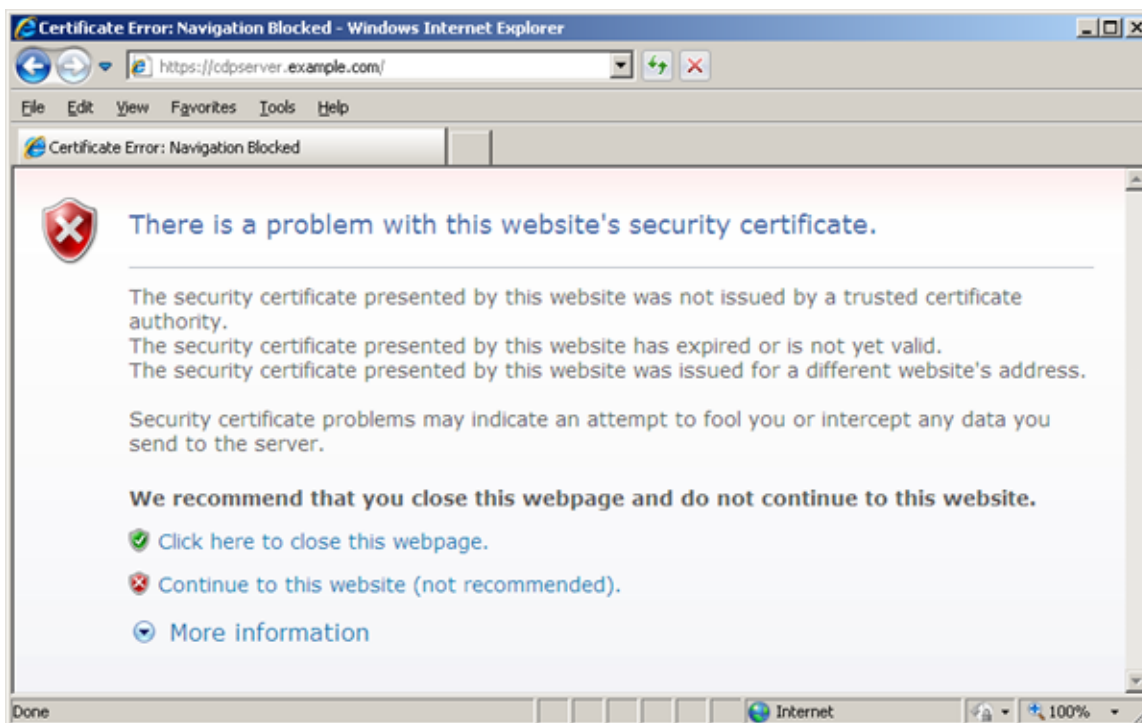 Certificate Error: Navigation Blocked - Windows Internet Explorer
https://cdpserver.example.com/
File Edit View Favorites Tools Help
Certificate Error: Navigation Blocked
There is a problem with this website's security certificate.
The security certificate presented by this website was not issued by a trusted certificate
authority.
The security certificate presented by this website has expired or is not yet valid.
The security certificate presented by this website was issued for a different website's address.
Security certificate problems may indicate an attempt to fool you or intercept any data you
send to the server.
We recommend that you close this webpage and do not continue to this website.
Click here to close this webpage.
Continue to this website (not recommended).
More information
Done Internet 100%